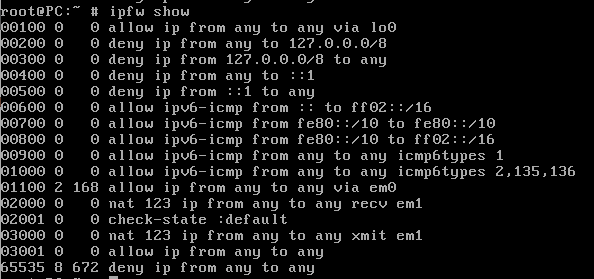 root@PC:~ # ipfw show
00100 0   0 allow ip from any to any via lo0
00200 0   0 deny ip from any to 127.0.0.0/8
00300 0   0 deny ip from 127.0.0.0/8 to any
00400 0   0 deny ip from any to ::1
00500 0   0 deny ip from ::1 to any
00600 0   0 allow ipv6-icmp from :: to ff02::/16
00700 0   0 allow ipv6-icmp from fe80::/10 to fe80::/10
00800 0   0 allow ipv6-icmp from fe80::/10 to ff02::/16
00900 0   0 allow ipv6-icmp from any to any icmp6types 1
01000 0   0 allow ipv6-icmp from any to any icmp6types 2,135,136
01100 2 168 allow ip from any to any via em0
02000 0   0 nat 123 ip from any to any recv em1
02001 0   0 check-state :default
03000 0   0 nat 123 ip from any to any xmit em1
03001 0   0 allow ip from any to any
65535 8 672 deny ip from any to any